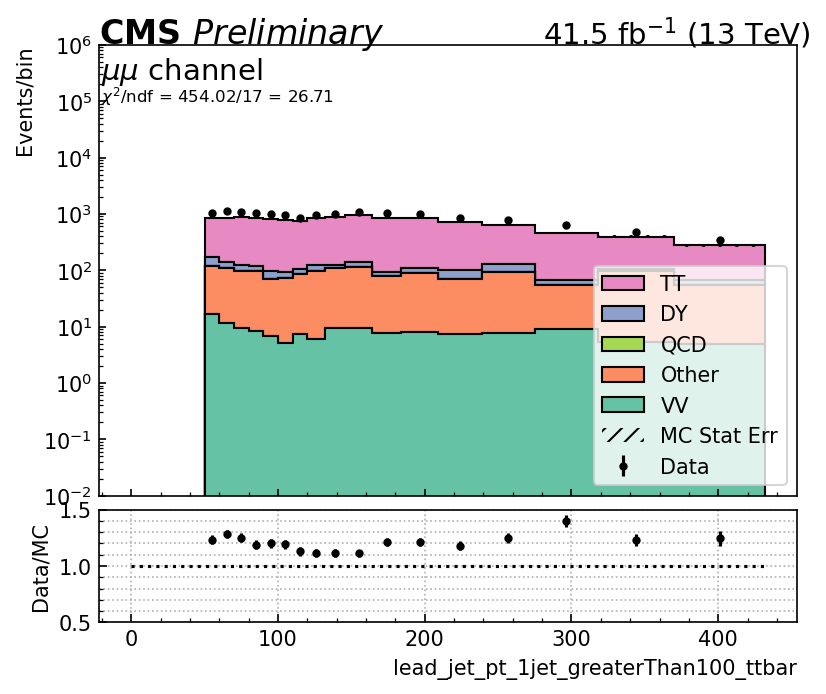 CMS Preliminary 41.5 fb⁻¹ (13 TeV)
μμ channel
χ²/ndf = 454.02/17 = 26.71
Events/bin
10⁶
10⁵
10⁴
10³
10²
10¹
10⁰
10⁻¹
10⁻²
TT
DY
QCD
Other
VV
MC Stat Err
Data
Data/MC
1.5
1.0
0.5
0 100 200 300 400
lead_jet_pt_1jet_greaterThan100_ttbar